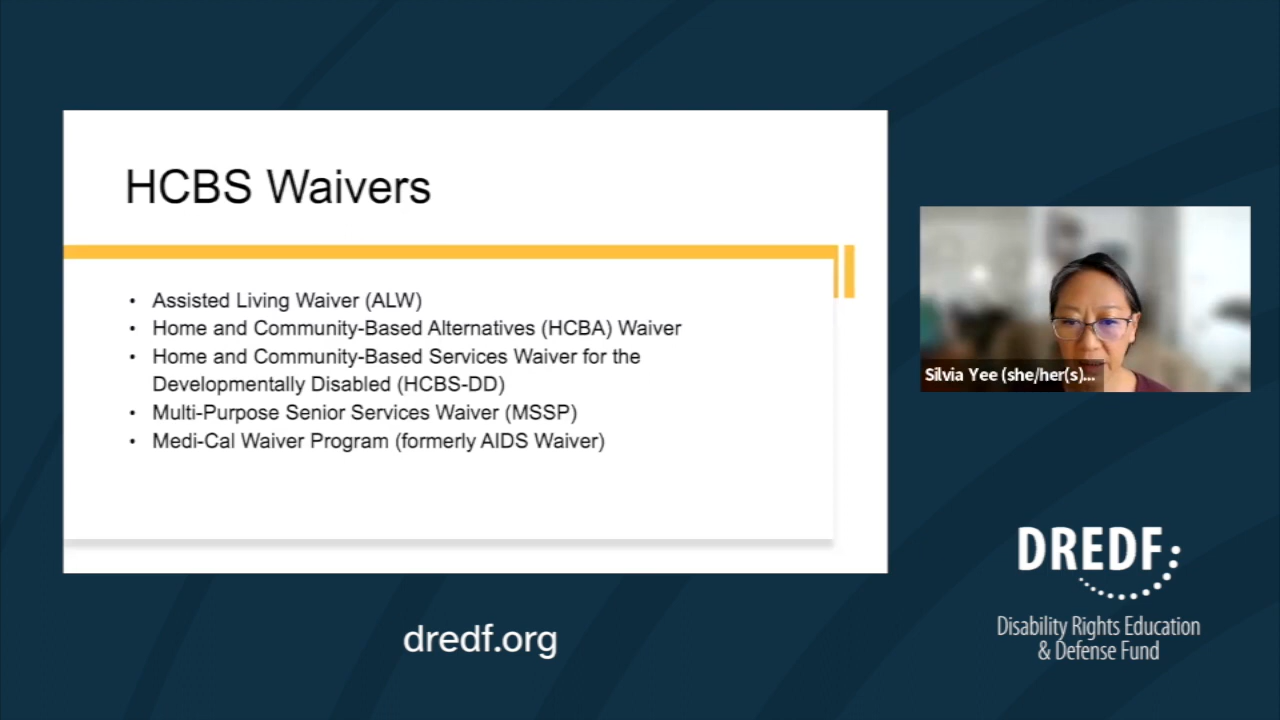 HCBS Waivers
• Assisted Living Waiver (ALW)
• Home and Community-Based Alternatives (HCBA) Waiver
• Home and Community-Based Services Waiver for the
Developmentally Disabled (HCBS-DD)
• Multi-Purpose Senior Services Waiver (MSSP)
• Medi-Cal Waiver Program (formerly AIDS Waiver)
Silvia Yee (she/her(s)...
dredf.org
DREDF
Disability Rights Education
& Defense Fund